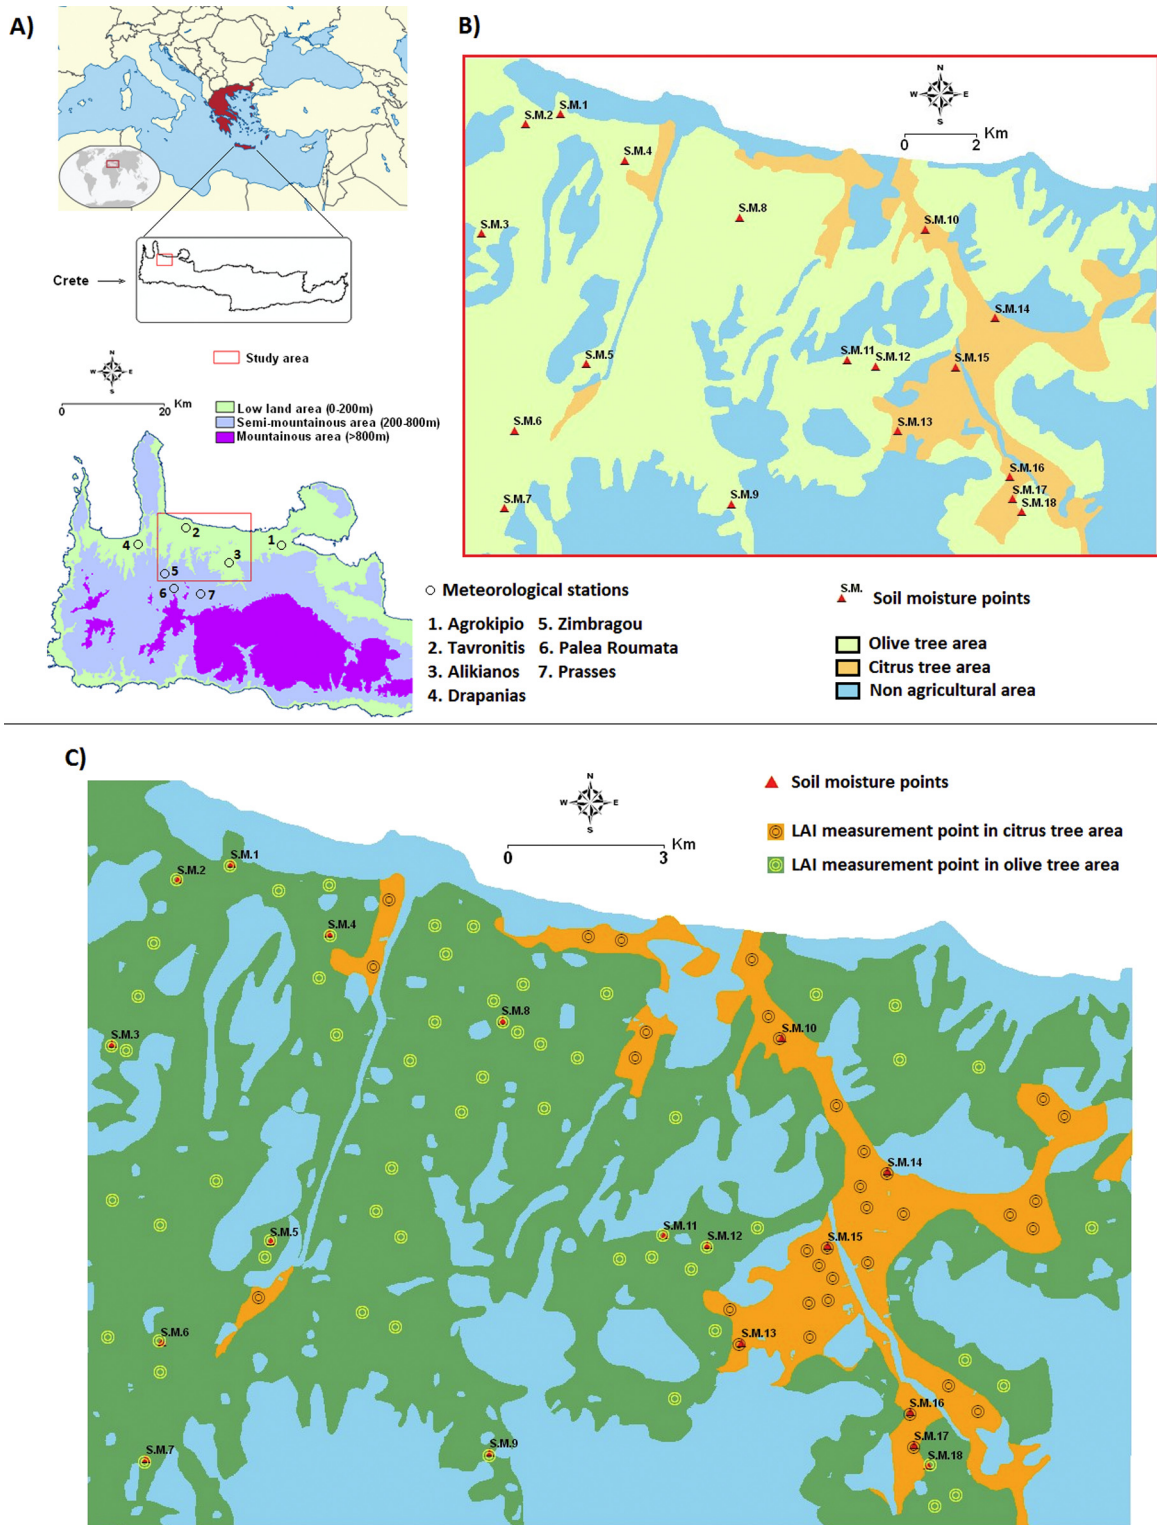 A)
Crete
N
W E
S
Study area
Km
0 20
Low land area (0-200m)
Semi-mountainous area (200-800m)
Mountainous area (>800m)
2
4
1
3
5
6
7
B)
N
W E
S
Km
0 2
S.M.1
S.M.2
S.M.4
S.M.3
S.M.8
S.M.10
S.M.14
S.M.11
S.M.12
S.M.15
S.M.5
S.M.6
S.M.13
S.M.16
S.M.7
S.M.9
S.M.17
S.M.18
Meteorological stations
1. Agrokipio 5. Zimbragou
2. Tavronitis 6. Palea Roumata
3. Alikianos 7. Prasses
4. Drapanias
S.M.
Soil moisture points
Olive tree area
Citrus tree area
Non agricultural area
C)
N
W E
S
Km
0 3
Soil moisture points
LAI measurement point in citrus tree area
LAI measurement point in olive tree area
S.M.1
S.M.2
S.M.4
S.M.8
S.M.3
S.M.10
S.M.14
S.M.11
S.M.5
S.M.12
S.M.15
S.M.6
S.M.13
S.M.16
S.M.17
S.M.7
S.M.9
S.M.18